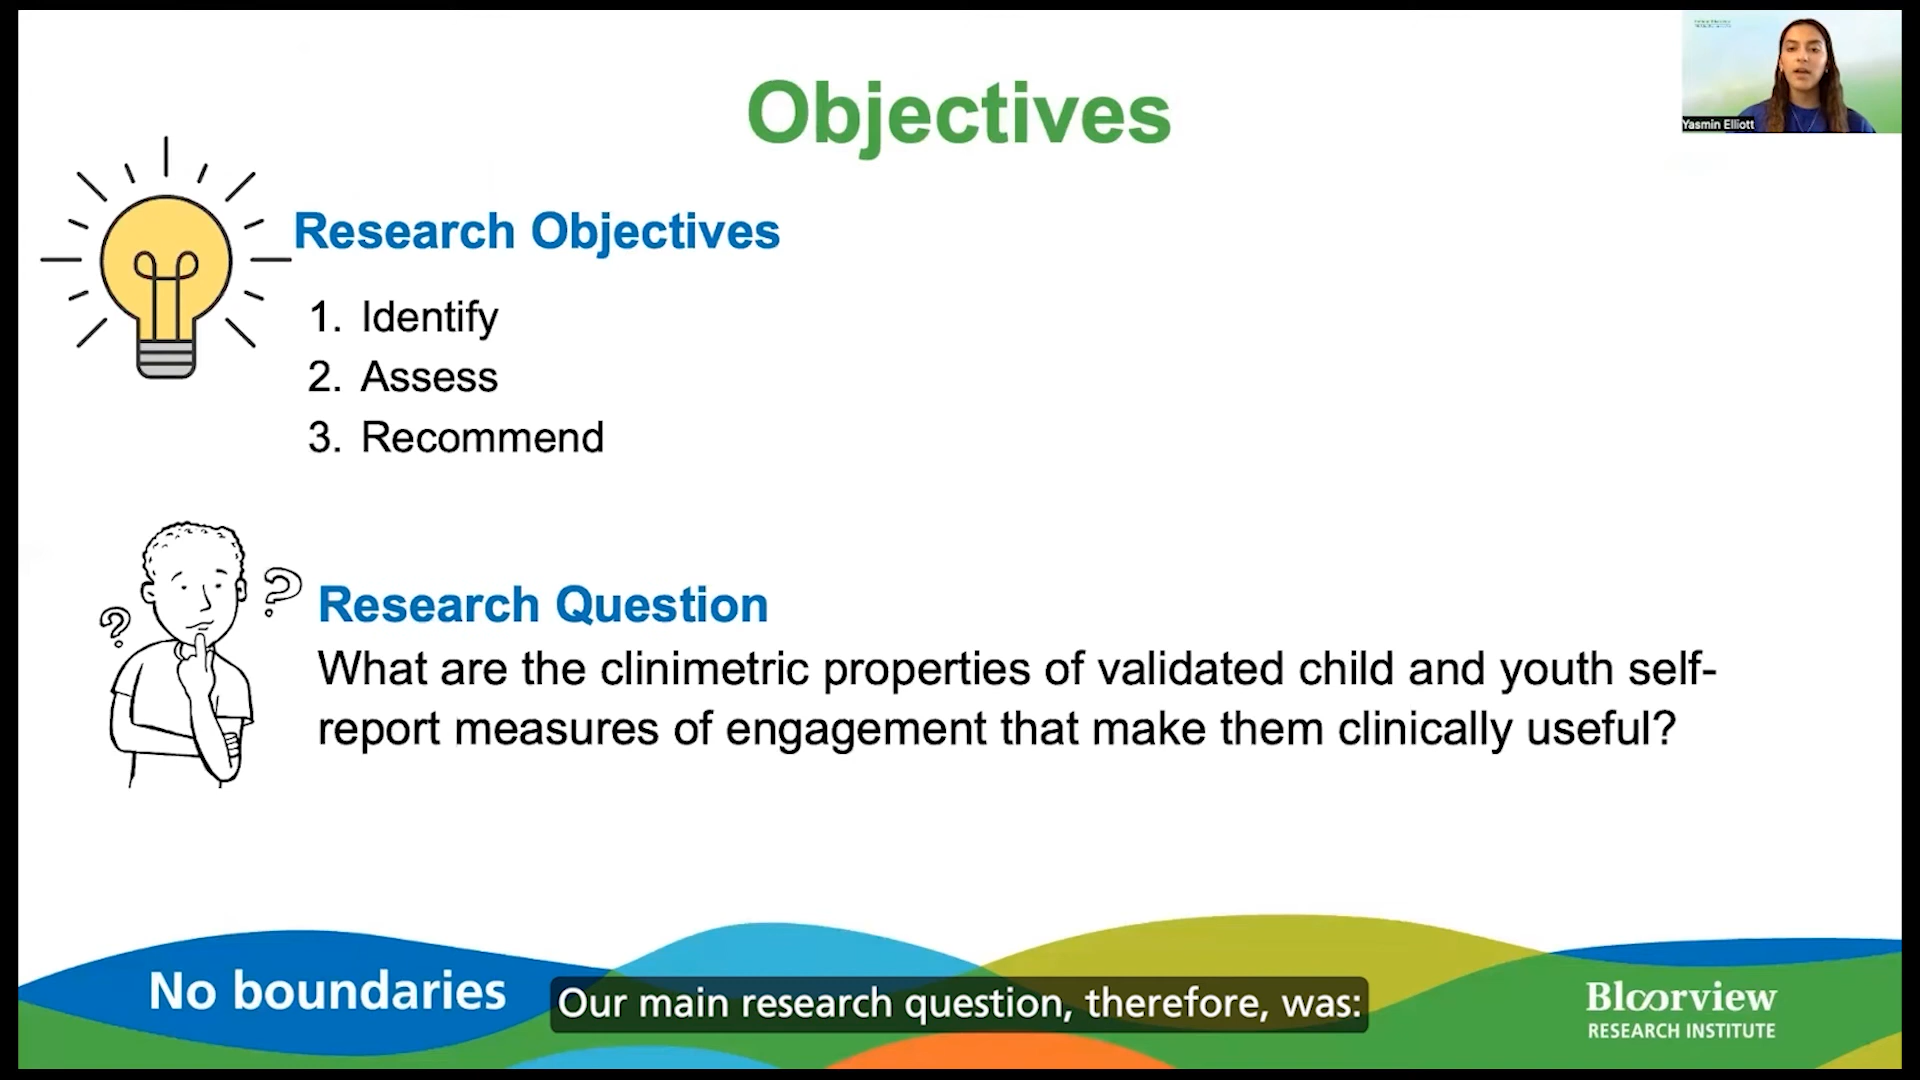 Objectives
Yasmin Elliott
Research Objectives
1. Identify
2. Assess
3. Recommend
? ?
Research Question
What are the clinimetric properties of validated child and youth self-
report measures of engagement that make them clinically useful?
No boundaries
Our main research question, therefore, was:
Bloorview
RESEARCH INSTITUTE